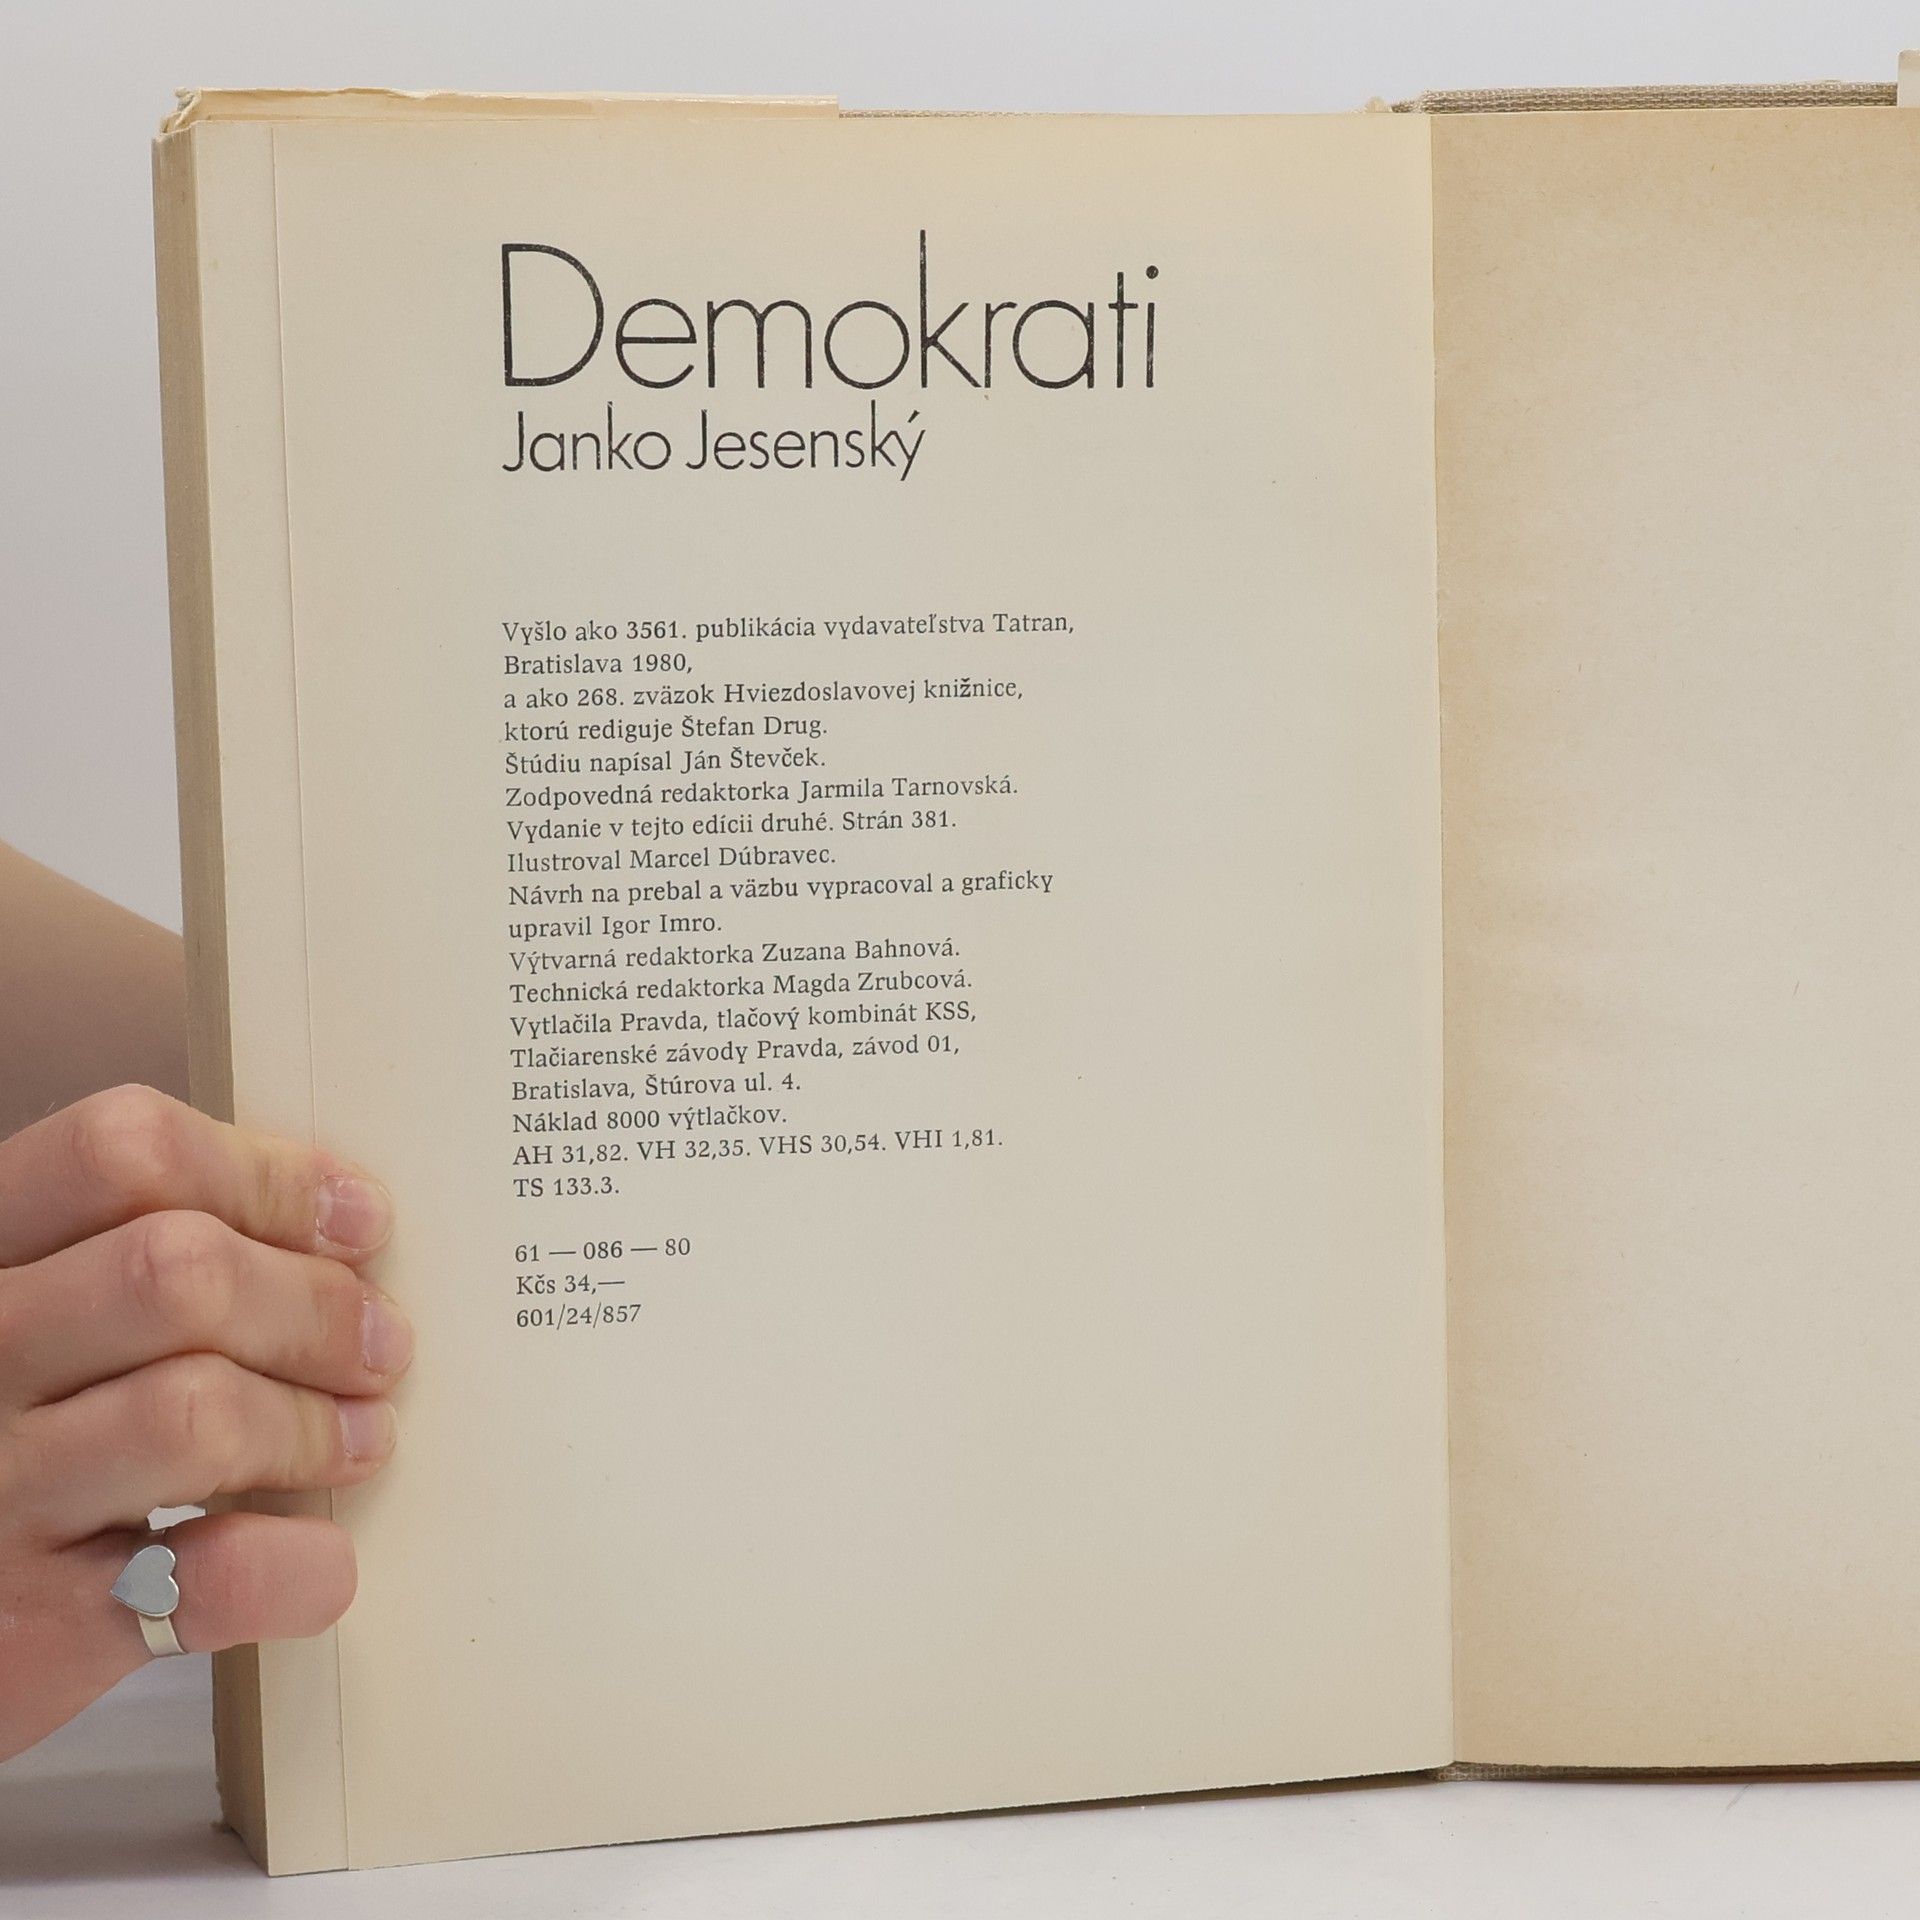 Demokrati
Janko Jesenský
Vyšlo ako 3561. publikácia vydavateľstva Tatran,
Bratislava 1980,
a ako 268. zväzok Hviezdoslavovej knižnice,
ktorú rediguje Štefan Drug.
Štúdiu napísal Ján Števček.
Zodpovedná redaktorka Jarmila Tarnovská.
Vydanie v tejto edícii druhé. Strán 381.
Ilustroval Marcel Dúbravec.
Návrh na prebal a väzbu vypracoval a graficky
upravil Igor Imro.
Výtvarná redaktorka Zuzana Bahnová.
Technická redaktorka Magda Zrubcová.
Vytlačila Pravda, tlačový kombinát KSS,
Tlačiarenské závody Pravda, závod 01,
Bratislava, Štúrova ul. 4.
Náklad 8000 výtlačkov.
AH 31,82. VH 32,35. VHS 30,54. VHI 1,81.
TS 133.3.
61 — 086 — 80
Kčs 34,—
601/24/857